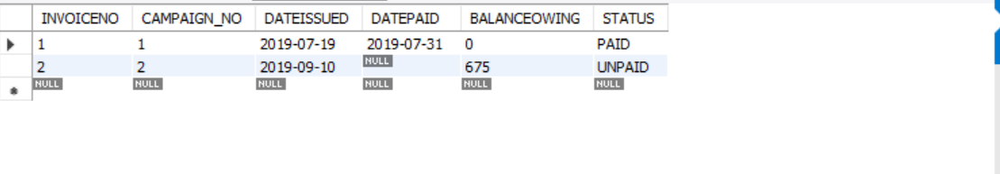 INVOICENO CAMPAIGN_NO DATEISSUED DATEPAID BALANCEOWING STATUS
1 1 2019-07-19 2019-07-31 0 PAID
2 2 2019-09-10 NULL 675 UNPAID
NULL NULL NULL NULL NULL NULL